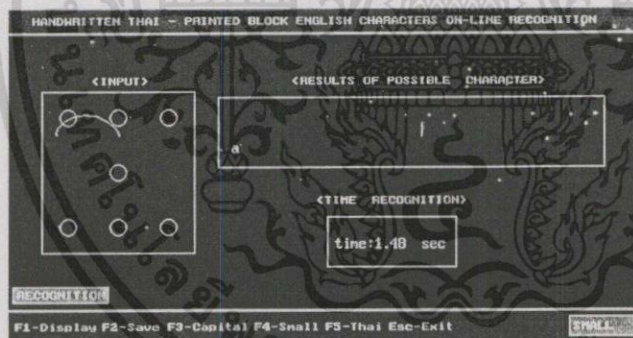 HANDWRITTEN THAI - PRINTED BLOCK ENGLISH CHARACTERS ON-LINE RECOGNITION
<INPUT>
<RESULTS OF POSSIBLE CHARACTER>
a
<TIME RECOGNITION>
time:1.48 sec
RECOGNITION
F1-Display F2-Save F3-Capital F4-Small F5-Thai Esc-Exit
SMALL